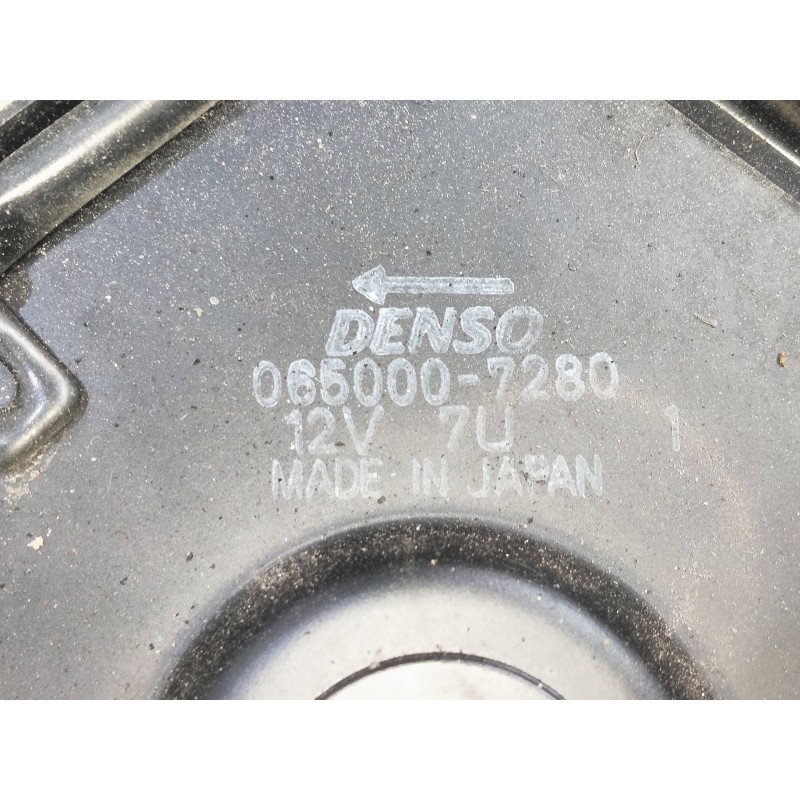 DENSO
065000-7280
12V 7U 1
MADE IN JAPAN